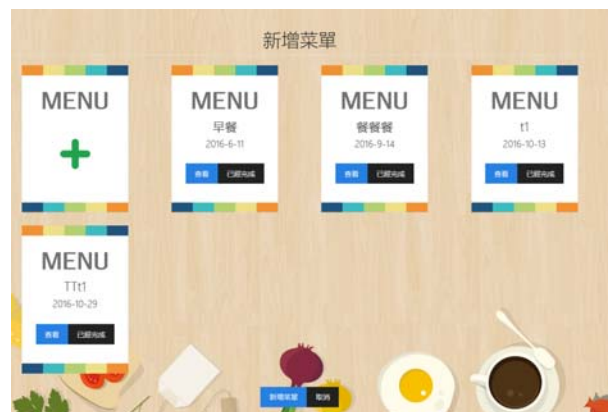 新增菜單
MENU
MENU
早餐
2016-6-11
查看 已經完成
MENU
餐餐餐
2016-9-14
查看 已經完成
MENU
t1
2016-10-13
查看 已經完成
MENU
TTt1
2016-10-29
查看 已經完成
新增菜單 取消